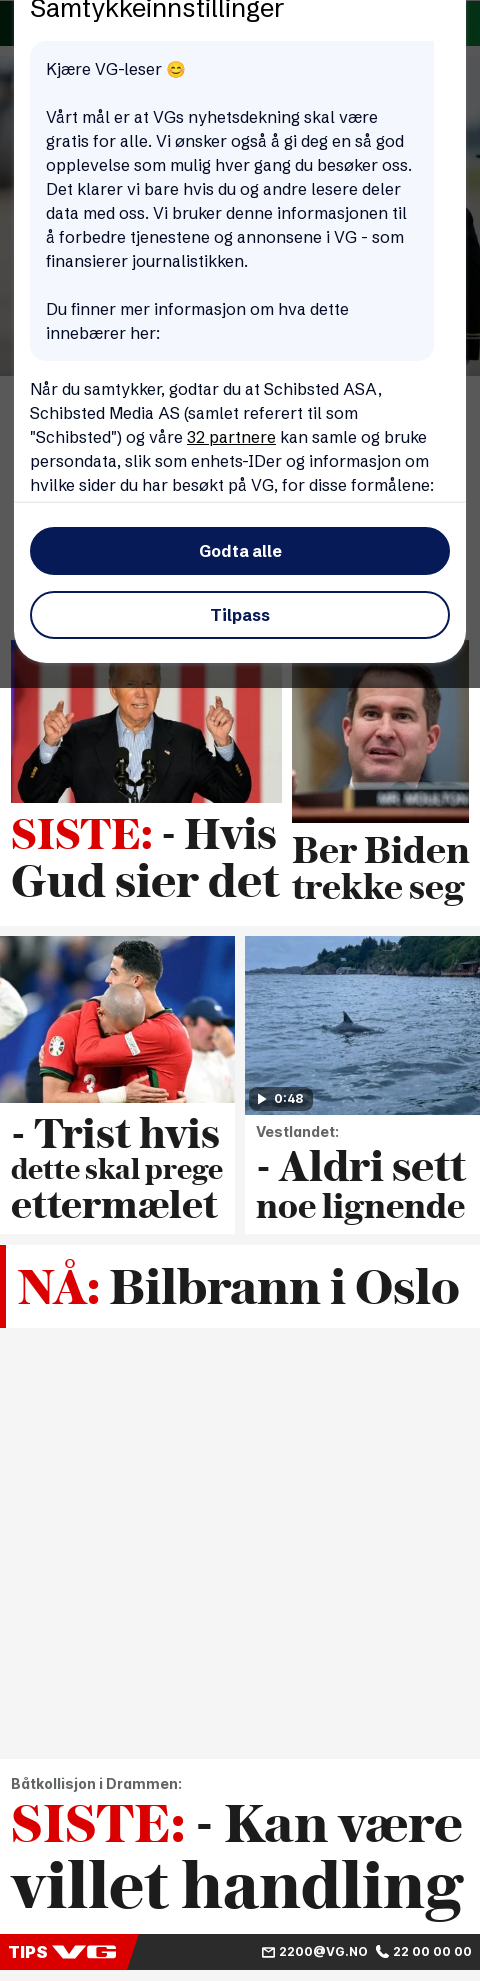 Samtykkeinnstillinger
Kjære VG-leser 😊
Vårt mål er at VGs nyhetsdekning skal være
gratis for alle. Vi ønsker også å gi deg en så god
opplevelse som mulig hver gang du besøker oss.
Det klarer vi bare hvis du og andre lesere deler
data med oss. Vi bruker denne informasjonen til
å forbedre tjenestene og annonsene i VG - som
finansierer journalistikken.
Du finner mer informasjon om hva dette
innebærer her:
Når du samtykker, godtar du at Schibsted ASA,
Schibsted Media AS (samlet referert til som
"Schibsted") og våre 32 partnere kan samle og bruke
persondata, slik som enhets-IDer og informasjon om
hvilke sider du har besøkt på VG, for disse formålene:
Godta alle
Tilpass
MR. MOULTON
SISTE: - Hvis
Gud sier det
Ber Biden
trekke seg
3
0:48
- Trist hvis
dette skal prege
ettermælet
Vestlandet:
- Aldri sett
noe lignende
NÅ: Bilbrann i Oslo
Båtkollisjon i Drammen:
SISTE: - Kan være
villet handling
TIPS VG 2200@VG.NO 22 00 00 00